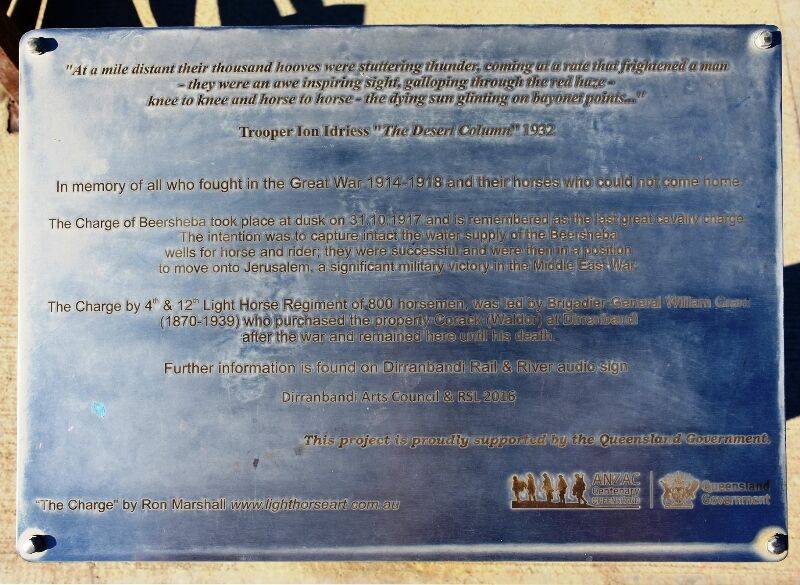 "At a mile distant their thousand hooves were stuttering thunder, coming at a rate that frightened a man
- they were an awe inspiring sight, galloping through the red haze -
knee to knee and horse to horse - the dying sun glinting on bayonet points..."
Trooper Ion Idriess "The Desert Column" 1932
In memory of all who fought in the Great War 1914-1918 and their horses who could not come home.
The Charge of Beersheba took place at dusk on 31.10.1917 and is remembered as the last great cavalry charge.
The intention was to capture intact the water supply of the Beersheba
wells for horse and rider; they were successful and were then in a position
to move onto Jerusalem, a significant military victory in the Middle East War.
The Charge by 4th & 12th Light Horse Regiment of 800 horsemen, was led by Brigadier General William Grant
(1870-1939) who purchased the property Corack (Waldor) at Dirranbandi
after the war and remained here until his death.
Further information is found on Dirranbandi Rail & River audio sign
Dirranbandi Arts Council & RSL 2016
This project is proudly supported by the Queensland Government.
"The Charge" by Ron Marshall www.lighthorseart.com.au
ANZAC
Centenary
QUEENSLAND
Queensland
Government